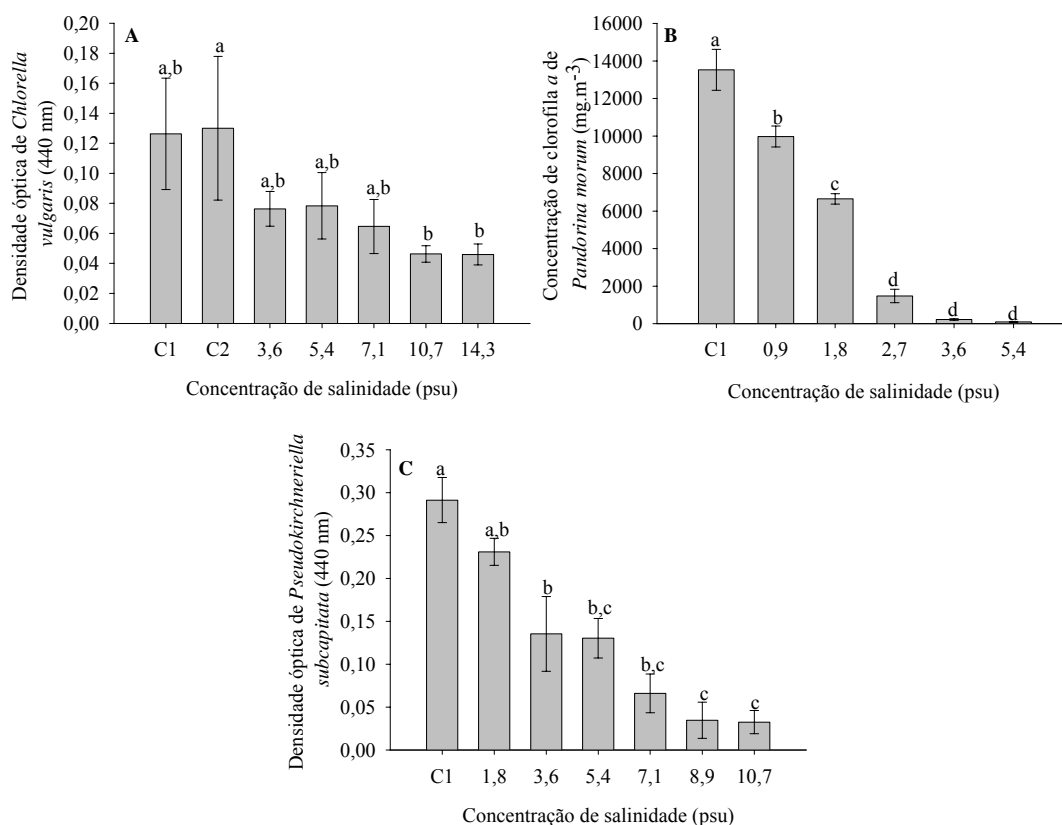 A
Densidade óptica de Chlorella
vulgaris (440 nm)
0,20
0,18
0,16
0,14
0,12
0,10
0,08
0,06
0,04
0,02
0,00
a,b
a
a,b
a,b
a,b
b
b
C1 C2 3,6 5,4 7,1 10,7 14,3
Concentração de salinidade (psu)
B
Concentração de clorofila a de
Pandorina morum (mg.m-3)
16000
14000
12000
10000
8000
6000
4000
2000
0
a
b
c
d
d
d
C1 0,9 1,8 2,7 3,6 5,4
Concentração de salinidade (psu)
C
Densidade óptica de Pseudokirchneriella
subcapitata (440 nm)
0,35
0,30
0,25
0,20
0,15
0,10
0,05
0,00
a
a,b
b
b,c
b,c
c
c
C1 1,8 3,6 5,4 7,1 8,9 10,7
Concentração de salinidade (psu)